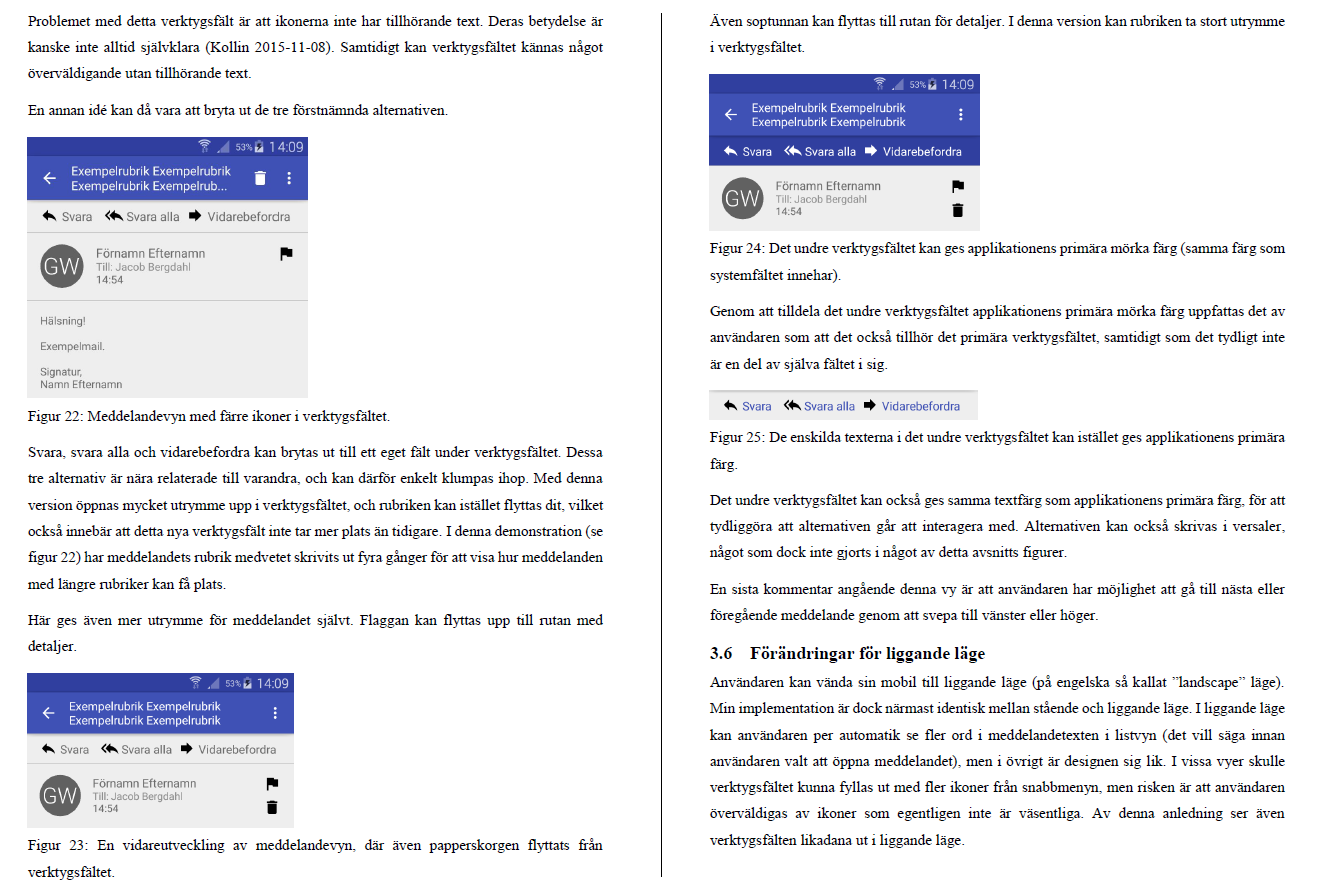 Problemet med detta verktygsfält är att ikonerna inte har tillhörande text. Deras betydelse är
kanske inte alltid självklara (Kollin 2015-11-08). Samtidigt kan verktygsfältet kännas något
överväldigande utan tillhörande text.
En annan idé kan då vara att bryta ut de tre förstnämnda alternativen.
53% 14:09
Exempelrubrik Exempelrubrik
Exempelrubrik Exempelrub...
Svara Svara alla Vidarebefordra
GW
Förnamn Efternamn
Till: Jacob Bergdahl
14:54
Hälsning!
Exempelmail.
Signatur,
Namn Efternamn
Figur 22: Meddelandevyn med färre ikoner i verktygsfältet.
Svara, svara alla och vidarebefordra kan brytas ut till ett eget fält under verktygsfältet. Dessa
tre alternativ är nära relaterade till varandra, och kan därför enkelt klumpas ihop. Med denna
version öppnas mycket utrymme upp i verktygsfältet, och rubriken kan istället flyttas dit, vilket
också innebär att detta nya verktygsfält inte tar mer plats än tidigare. I denna demonstration (se
figur 22) har meddelandets rubrik medvetet skrivits ut fyra gånger för att visa hur meddelanden
med längre rubriker kan få plats.
Här ges även mer utrymme för meddelandet självt. Flaggan kan flyttas upp till rutan med
detaljer.
53% 14:09
Exempelrubrik Exempelrubrik
Exempelrubrik Exempelrubrik
Svara Svara alla Vidarebefordra
GW
Förnamn Efternamn
Till: Jacob Bergdahl
14:54
Figur 23: En vidareutveckling av meddelandevyn, där även papperskorgen flyttats från
verktygsfältet.
Även soptunnan kan flyttas till rutan för detaljer. I denna version kan rubriken ta stort utrymme
i verktygsfältet.
53% 14:09
Exempelrubrik Exempelrubrik
Exempelrubrik Exempelrubrik
Svara Svara alla Vidarebefordra
GW
Förnamn Efternamn
Till: Jacob Bergdahl
14:54
Figur 24: Det undre verktygsfältet kan ges applikationens primära mörka färg (samma färg som
systemfältet innehar).
Genom att tilldela det undre verktygsfältet applikationens primära mörka färg uppfattas det av
användaren som att det också tillhör det primära verktygsfältet, samtidigt som det tydligt inte
är en del av själva fältet i sig.
Svara Svara alla Vidarebefordra
Figur 25: De enskilda texterna i det undre verktygsfältet kan istället ges applikationens primära
färg.
Det undre verktygsfältet kan också ges samma textfärg som applikationens primära färg, för att
tydliggöra att alternativen går att interagera med. Alternativen kan också skrivas i versaler,
något som dock inte gjorts i något av detta avsnitts figurer.
En sista kommentar angående denna vy är att användaren har möjlighet att gå till nästa eller
föregående meddelande genom att svepa till vänster eller höger.
3.6 Förändringar för liggande läge
Användaren kan vända sin mobil till liggande läge (på engelska så kallat ”landscape” läge).
Min implementation är dock närmast identisk mellan stående och liggande läge. I liggande läge
kan användaren per automatik se fler ord i meddelandetexten i listvyn (det vill säga innan
användaren valt att öppna meddelandet), men i övrigt är designen sig lik. I vissa vyer skulle
verktygsfältet kunna fyllas ut med fler ikoner från snabbmenyn, men risken är att användaren
överväldigas av ikoner som egentligen inte är väsentliga. Av denna anledning ser även
verktygsfälten likadana ut i liggande läge.